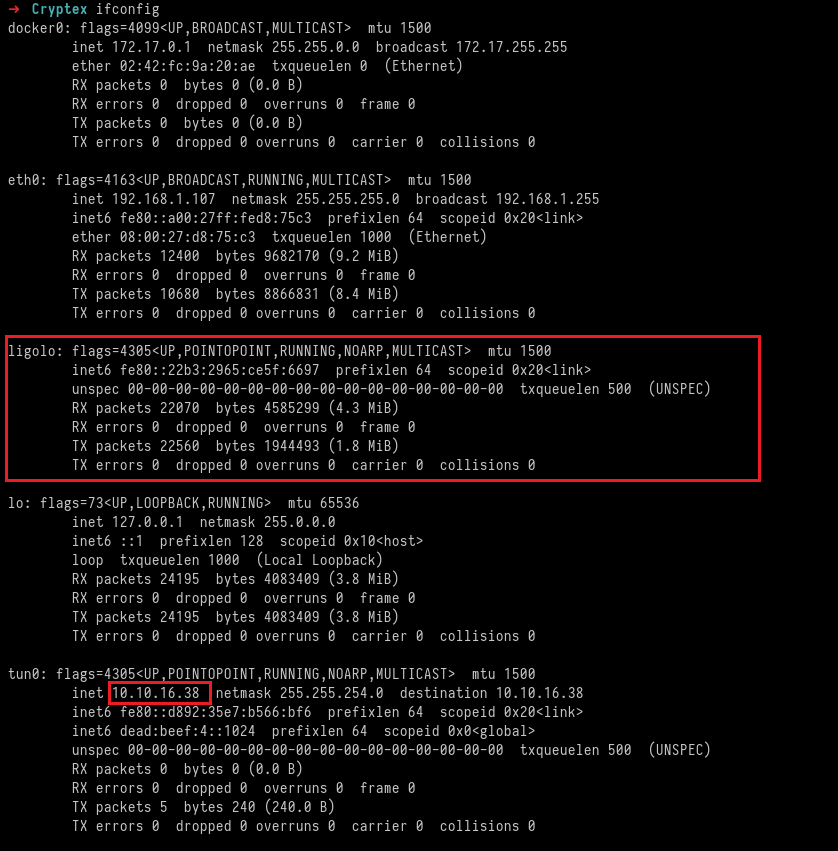 → Cryptex ifconfig
docker0: flags=4099<UP,BROADCAST,MULTICAST>  mtu 1500
        inet 172.17.0.1  netmask 255.255.0.0  broadcast 172.17.255.255
        ether 02:42:fc:9a:20:ae  txqueuelen 0  (Ethernet)
        RX packets 0  bytes 0 (0.0 B)
        RX errors 0  dropped 0  overruns 0  frame 0
        TX packets 0  bytes 0 (0.0 B)
        TX errors 0  dropped 0 overruns 0  carrier 0  collisions 0

eth0: flags=4163<UP,BROADCAST,RUNNING,MULTICAST>  mtu 1500
        inet 192.168.1.107  netmask 255.255.255.0  broadcast 192.168.1.255
        inet6 fe80::a00:27ff:fed8:75c3  prefixlen 64  scopeid 0x20<link>
        ether 08:00:27:d8:75:c3  txqueuelen 1000  (Ethernet)
        RX packets 12400  bytes 9682170 (9.2 MiB)
        RX errors 0  dropped 0  overruns 0  frame 0
        TX packets 10680  bytes 8866831 (8.4 MiB)
        TX errors 0  dropped 0 overruns 0  carrier 0  collisions 0

ligolo: flags=4305<UP,POINTOPOINT,RUNNING,NOARP,MULTICAST>  mtu 1500
        inet6 fe80::22b3:2965:ce5f:6697  prefixlen 64  scopeid 0x20<link>
        unspec 00-00-00-00-00-00-00-00-00-00-00-00-00-00-00-00  txqueuelen 500  (UNSPEC)
        RX packets 22070  bytes 4585299 (4.3 MiB)
        RX errors 0  dropped 0  overruns 0  frame 0
        TX packets 22560  bytes 1944493 (1.8 MiB)
        TX errors 0  dropped 0 overruns 0  carrier 0  collisions 0

lo: flags=73<UP,LOOPBACK,RUNNING>  mtu 65536
        inet 127.0.0.1  netmask 255.0.0.0
        inet6 ::1  prefixlen 128  scopeid 0x10<host>
        loop  txqueuelen 1000  (Local Loopback)
        RX packets 24195  bytes 4083409 (3.8 MiB)
        RX errors 0  dropped 0  overruns 0  frame 0
        TX packets 24195  bytes 4083409 (3.8 MiB)
        TX errors 0  dropped 0 overruns 0  carrier 0  collisions 0

tun0: flags=4305<UP,POINTOPOINT,RUNNING,NOARP,MULTICAST>  mtu 1500
        inet 10.10.16.38  netmask 255.255.254.0  destination 10.10.16.38
        inet6 fe80::d892:35e7:b566:bf6  prefixlen 64  scopeid 0x20<link>
        inet6 dead:beef:4::1024  prefixlen 64  scopeid 0x0<global>
        unspec 00-00-00-00-00-00-00-00-00-00-00-00-00-00-00-00  txqueuelen 500  (UNSPEC)
        RX packets 0  bytes 0 (0.0 B)
        RX errors 0  dropped 0  overruns 0  frame 0
        TX packets 5  bytes 240 (240.0 B)
        TX errors 0  dropped 0 overruns 0  carrier 0  collisions 0